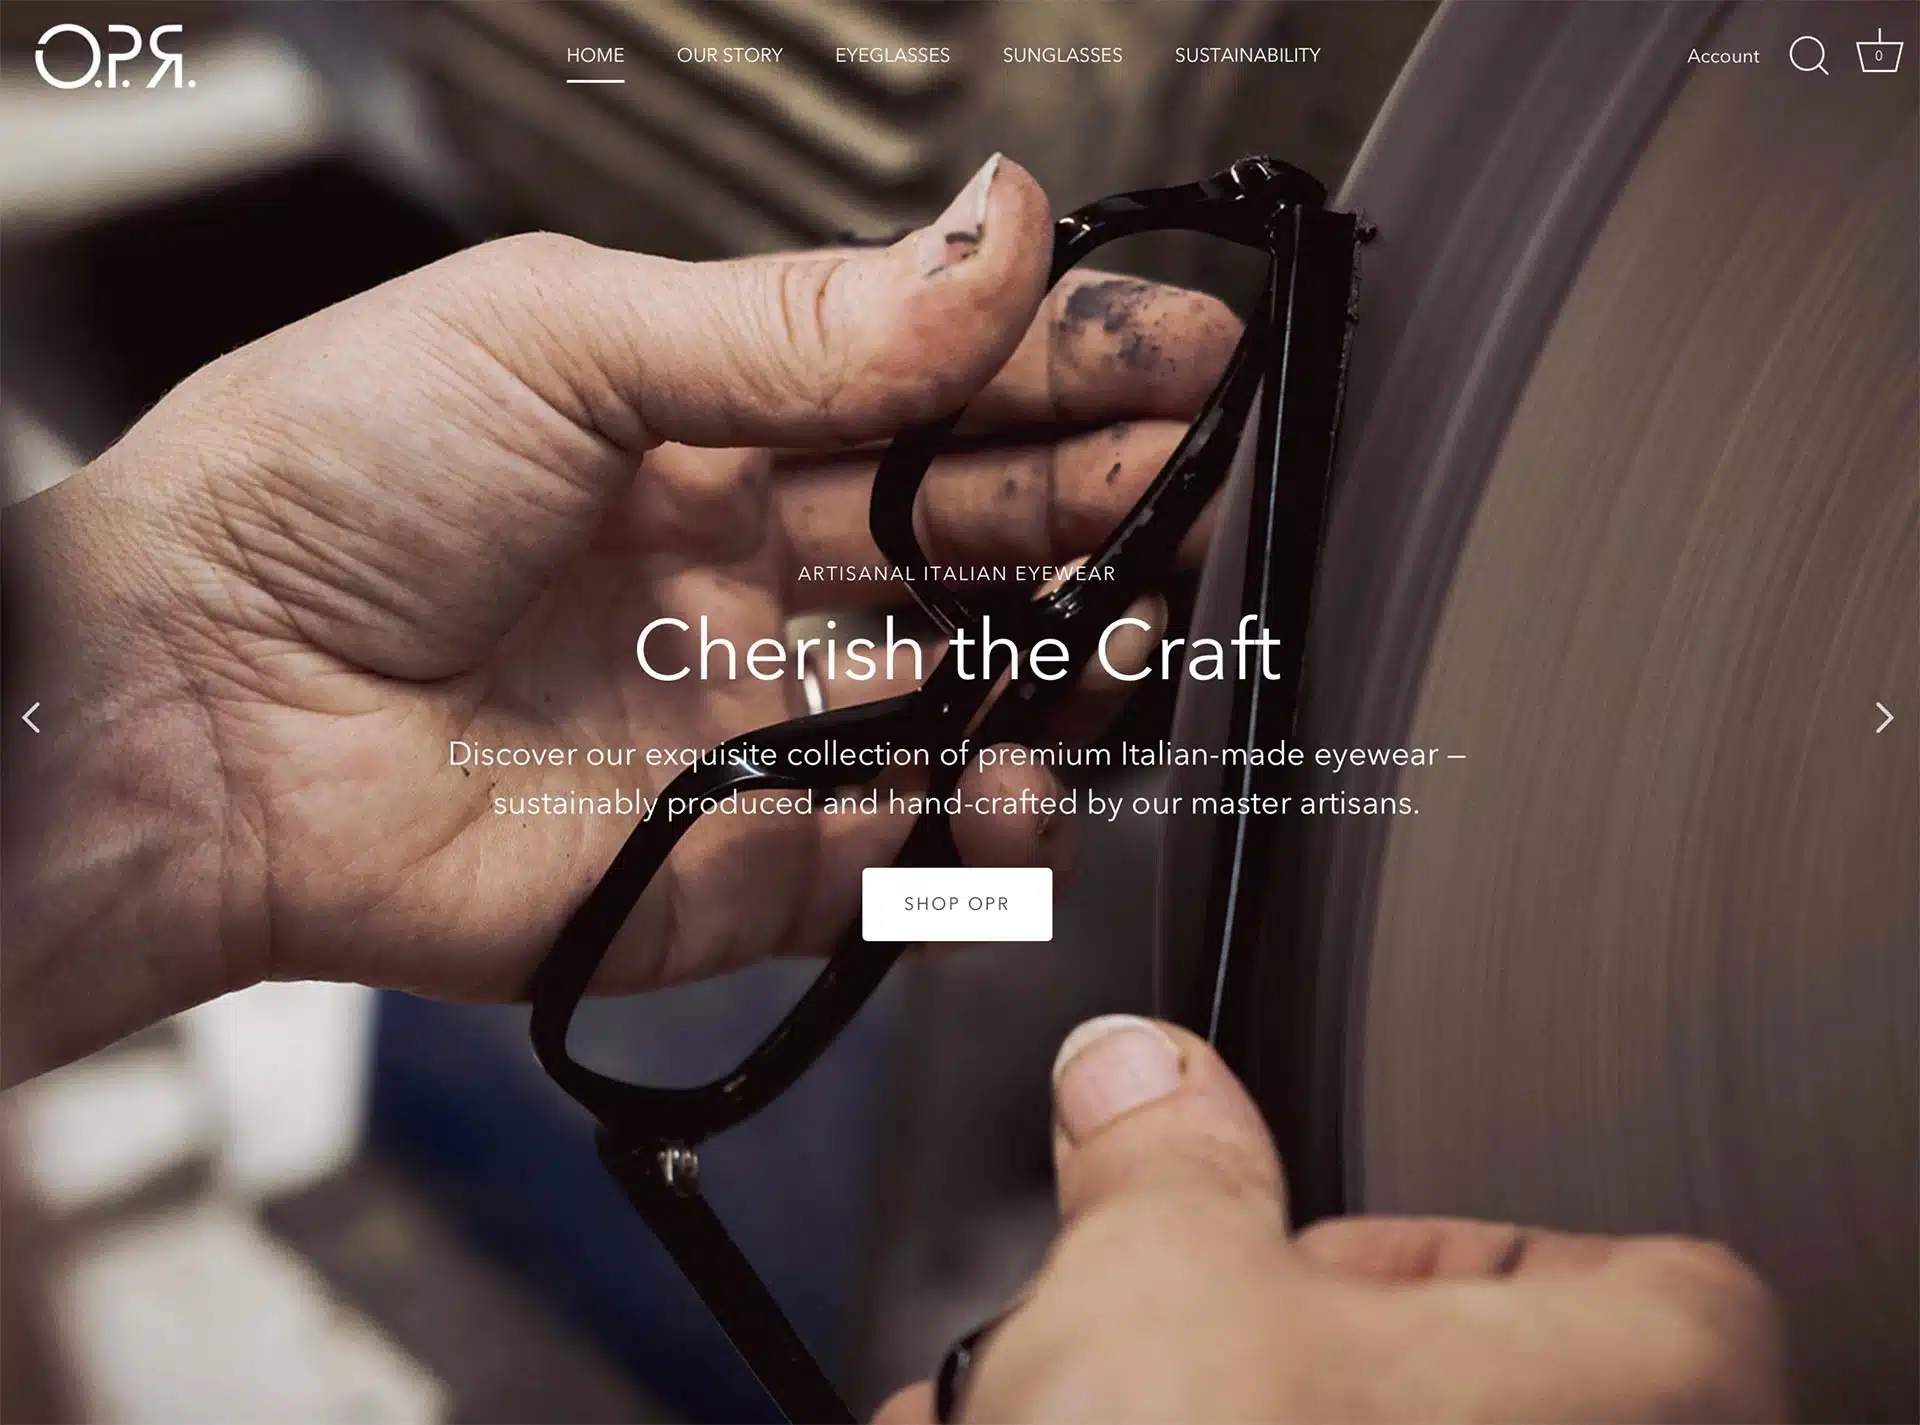 O.P.R.
HOME OUR STORY EYEGLASSES SUNGLASSES SUSTAINABILITY
Account 0
ARTISANAL ITALIAN EYEWEAR
Cherish the Craft
Discover our exquisite collection of premium Italian-made eyewear –
sustainably produced and hand-crafted by our master artisans.
SHOP OPR